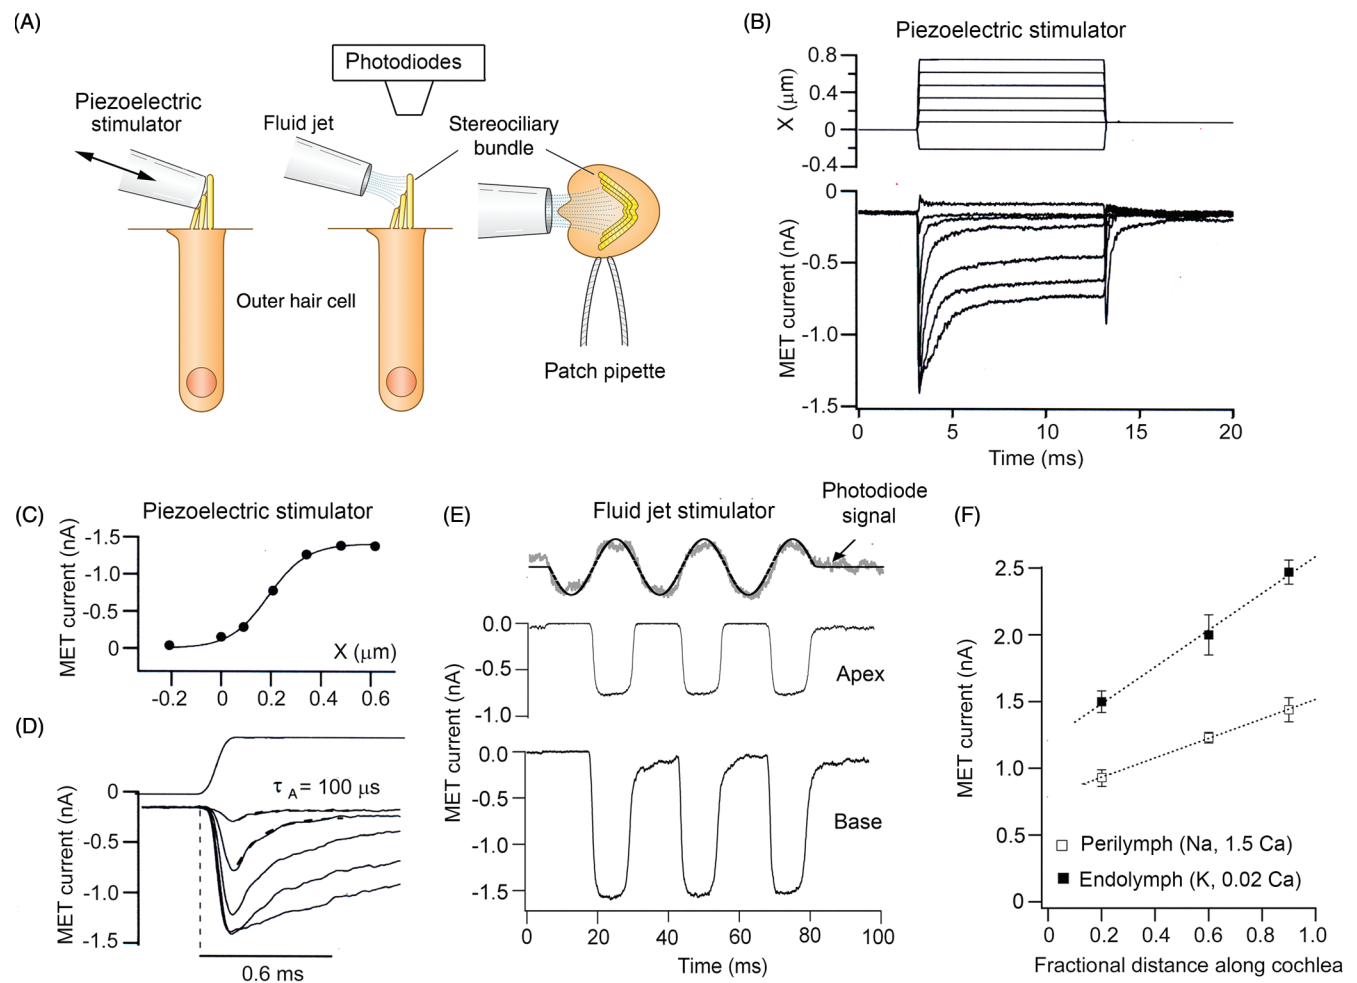 (A)
Photodiodes
Piezoelectric
stimulator
Fluid jet
Stereociliary
bundle
Outer hair cell
Patch pipette
(B)
Piezoelectric stimulator
X (μm)
0.8
0.4
0
-0.4
MET current (nA)
0
-0.5
-1.0
-1.5
0 5 10 15 20
Time (ms)
(C)
Piezoelectric stimulator
MET current (nA)
-1.5
-1.0
-0.5
0
X (μm)
-0.2 0 0.2 0.4 0.6
(D)
MET current (nA)
0
-0.5
-1.0
-1.5
τA = 100 μs
0.6 ms
(E)
Fluid jet stimulator
Photodiode
signal
MET current (nA)
0.0
-0.5
-1.0
Apex
MET current (nA)
0.0
-0.5
-1.0
-1.5
Base
0 20 40 60 80 100
Time (ms)
(F)
MET current (nA)
2.5
2.0
1.5
1.0
0.5
0
Perilymph (Na, 1.5 Ca)
Endolymph (K, 0.02 Ca)
0 0.2 0.4 0.6 0.8 1.0
Fractional distance along cochlea